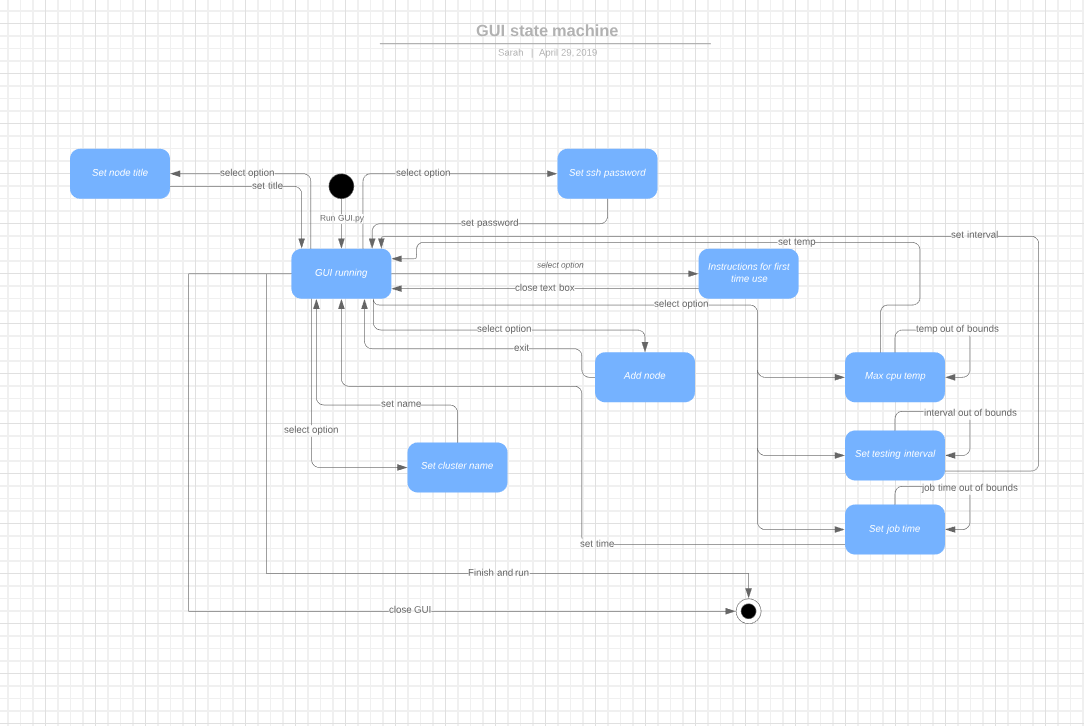 GUI state machine
Sarah | April 29, 2019
Set node title
select option
set title
Run GUI.py
select option
Set ssh password
set password
set interval
set temp
GUI running
select option
Instructions for first
time use
close text box
select option
select option
temp out of bounds
exit
Add node
Max cpu temp
set name
interval out of bounds
select option
Set cluster name
Set testing interval
job time out of bounds
Set job time
set time
Finish and run
close GUI